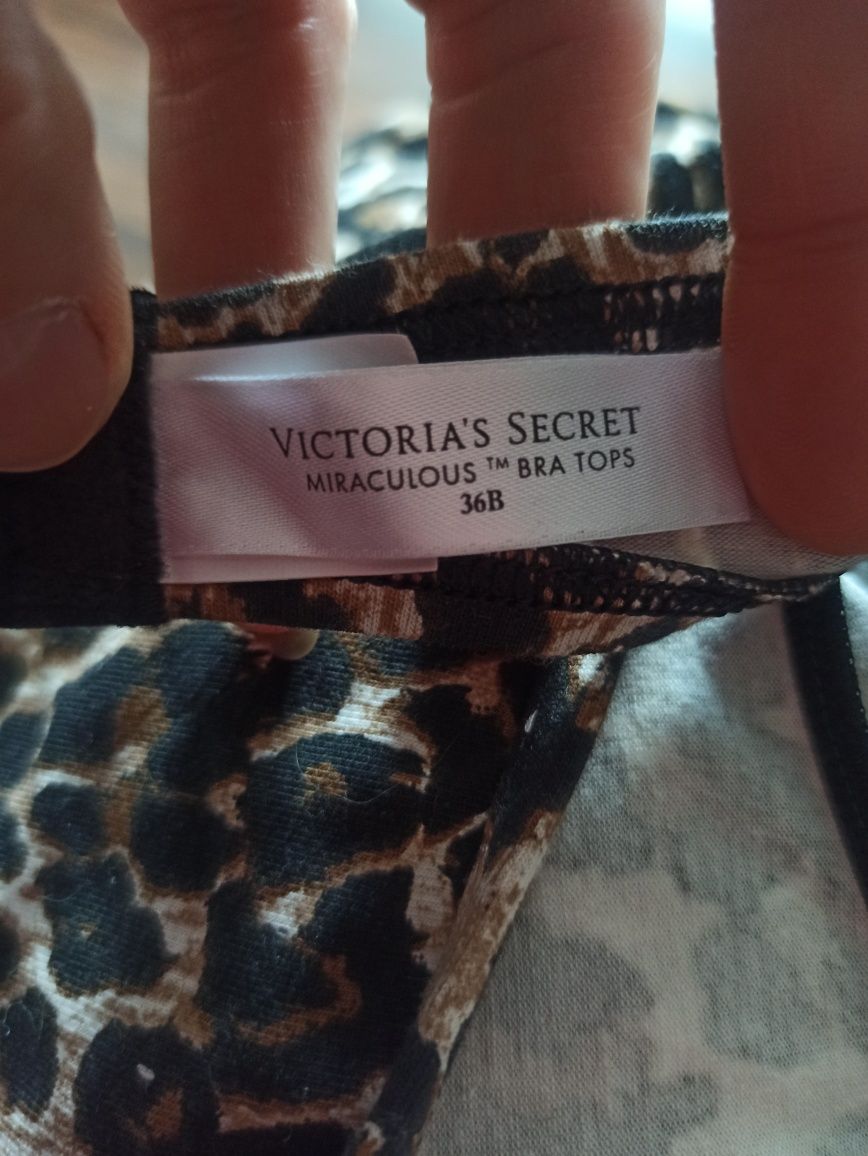 VICTORIA'S SECRET
MIRACULOUS ™ BRA TOPS
36B